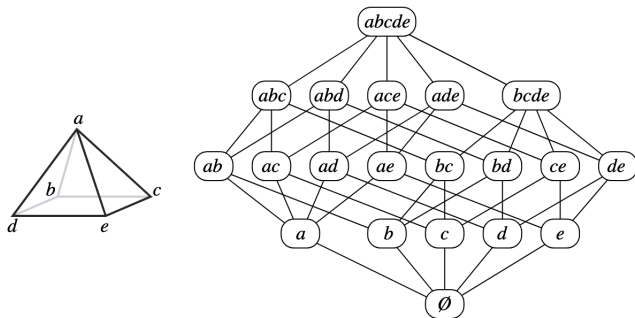 abcde
abc abd ace ade bcde
a
ab ac ad ae bc bd ce de
b c
d e
a b c d e
Ø